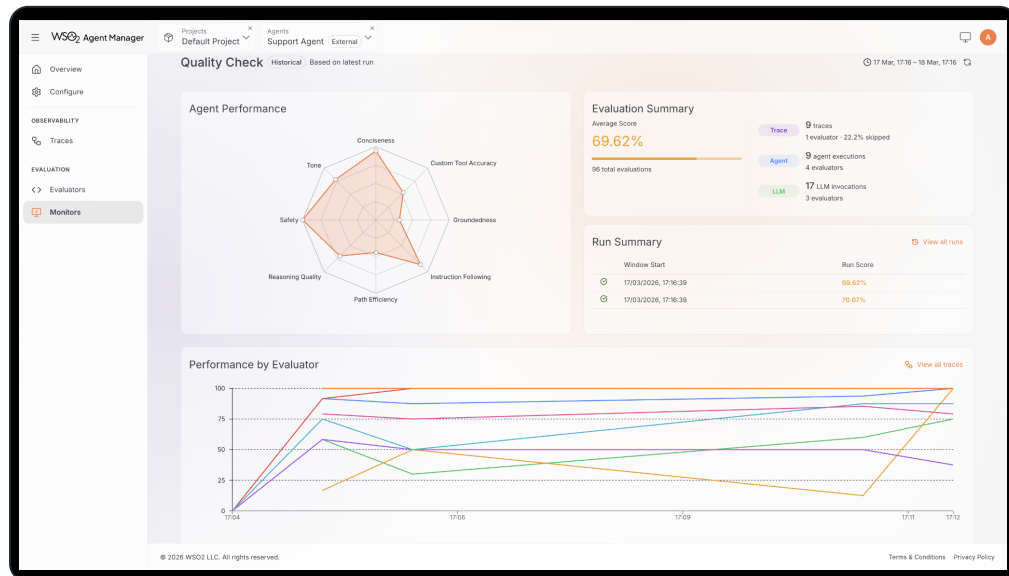 WSO2 Agent Manager
Projects
Default Project
Agents
Support Agent External
A
Overview
Configure
OBSERVABILITY
Traces
EVALUATION
Evaluators
Monitors
Quality Check Historical Based on latest run
17 Mar, 17:16 – 18 Mar, 17:16
Agent Performance
Conciseness
Custom Tool Accuracy
Groundedness
Instruction Following
Path Efficiency
Reasoning Quality
Safety
Tone
Evaluation Summary
Average Score
69.62%
96 total evaluations
Trace
9 traces
1 evaluator · 22.2% skipped
Agent
9 agent executions
4 evaluators
LLM
17 LLM invocations
3 evaluators
Run Summary
View all runs
Window Start Run Score
17/03/2026, 17:16:39 69.62%
17/03/2026, 17:16:39 70.07%
Performance by Evaluator
View all traces
100
75
50
25
0
17:04 17:06 17:09 17:11 17:12
© 2026 WSO2 LLC. All rights reserved.
Terms & Conditions Privacy Policy